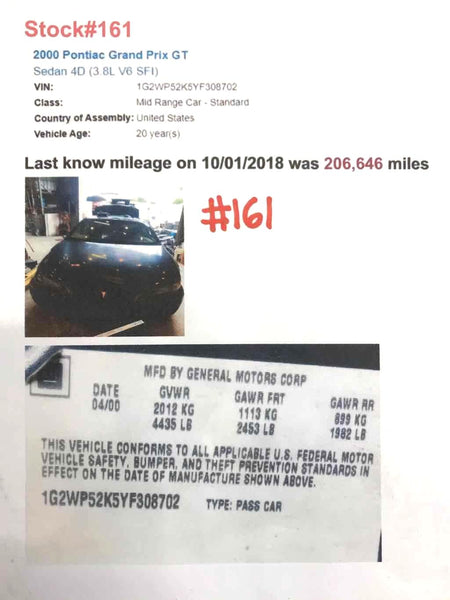 Stock#161
2000 Pontiac Grand Prix GT
Sedan 4D (3.8L V6 SFI)
VIN: 1G2WP52K5YF308702
Class: Mid Range Car - Standard
Country of Assembly: United States
Vehicle Age: 20 year(s)
Last know mileage on 10/01/2018 was 206,646 miles
#161
MFD BY GENERAL MOTORS CORP
DATE GVWR GAWR FRT GAWR RR
04/00 2012 KG 1113 KG 899 KG
4435 LB 2453 LB 1982 LB
THIS VEHICLE CONFORMS TO ALL APPLICABLE U.S. FEDERAL MOTOR
VEHICLE SAFETY, BUMPER, AND THEFT PREVENTION STANDARDS IN
EFFECT ON THE DATE OF MANUFACTURE SHOWN ABOVE.
1G2WP52K5YF308702 TYPE: PASS CAR